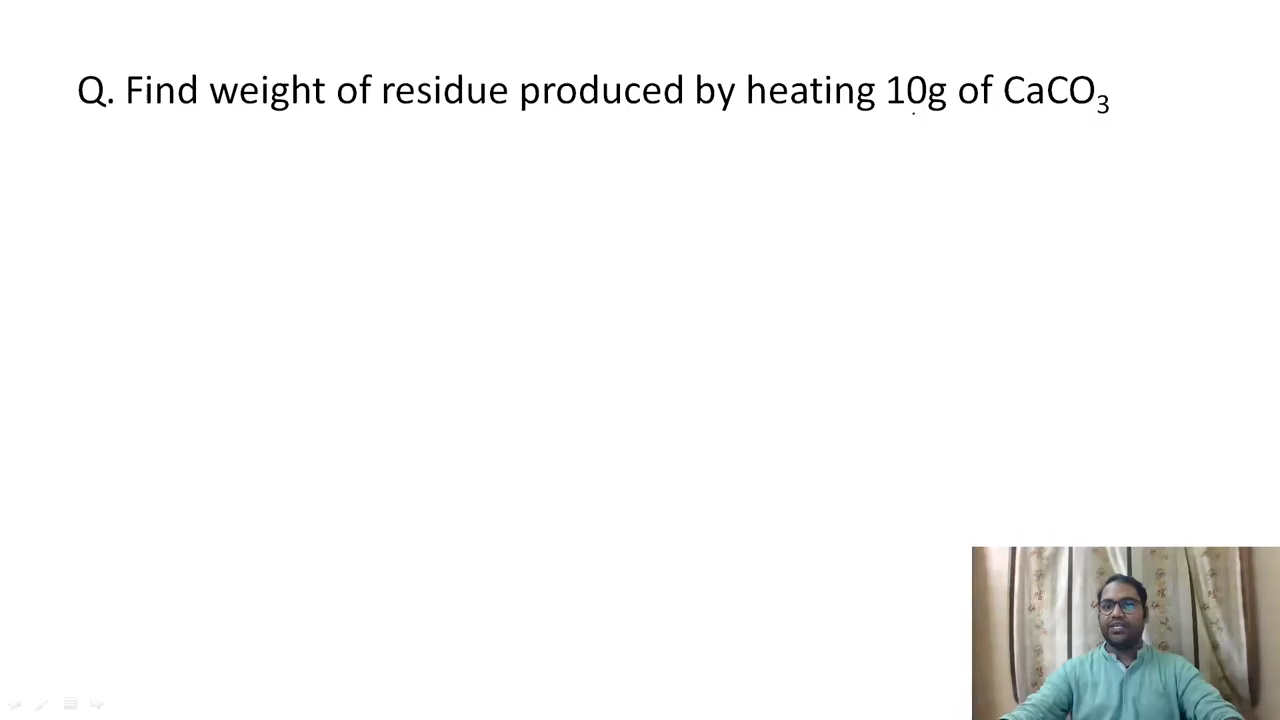 Q. Find weight of residue produced by heating 10g of CaCO₃